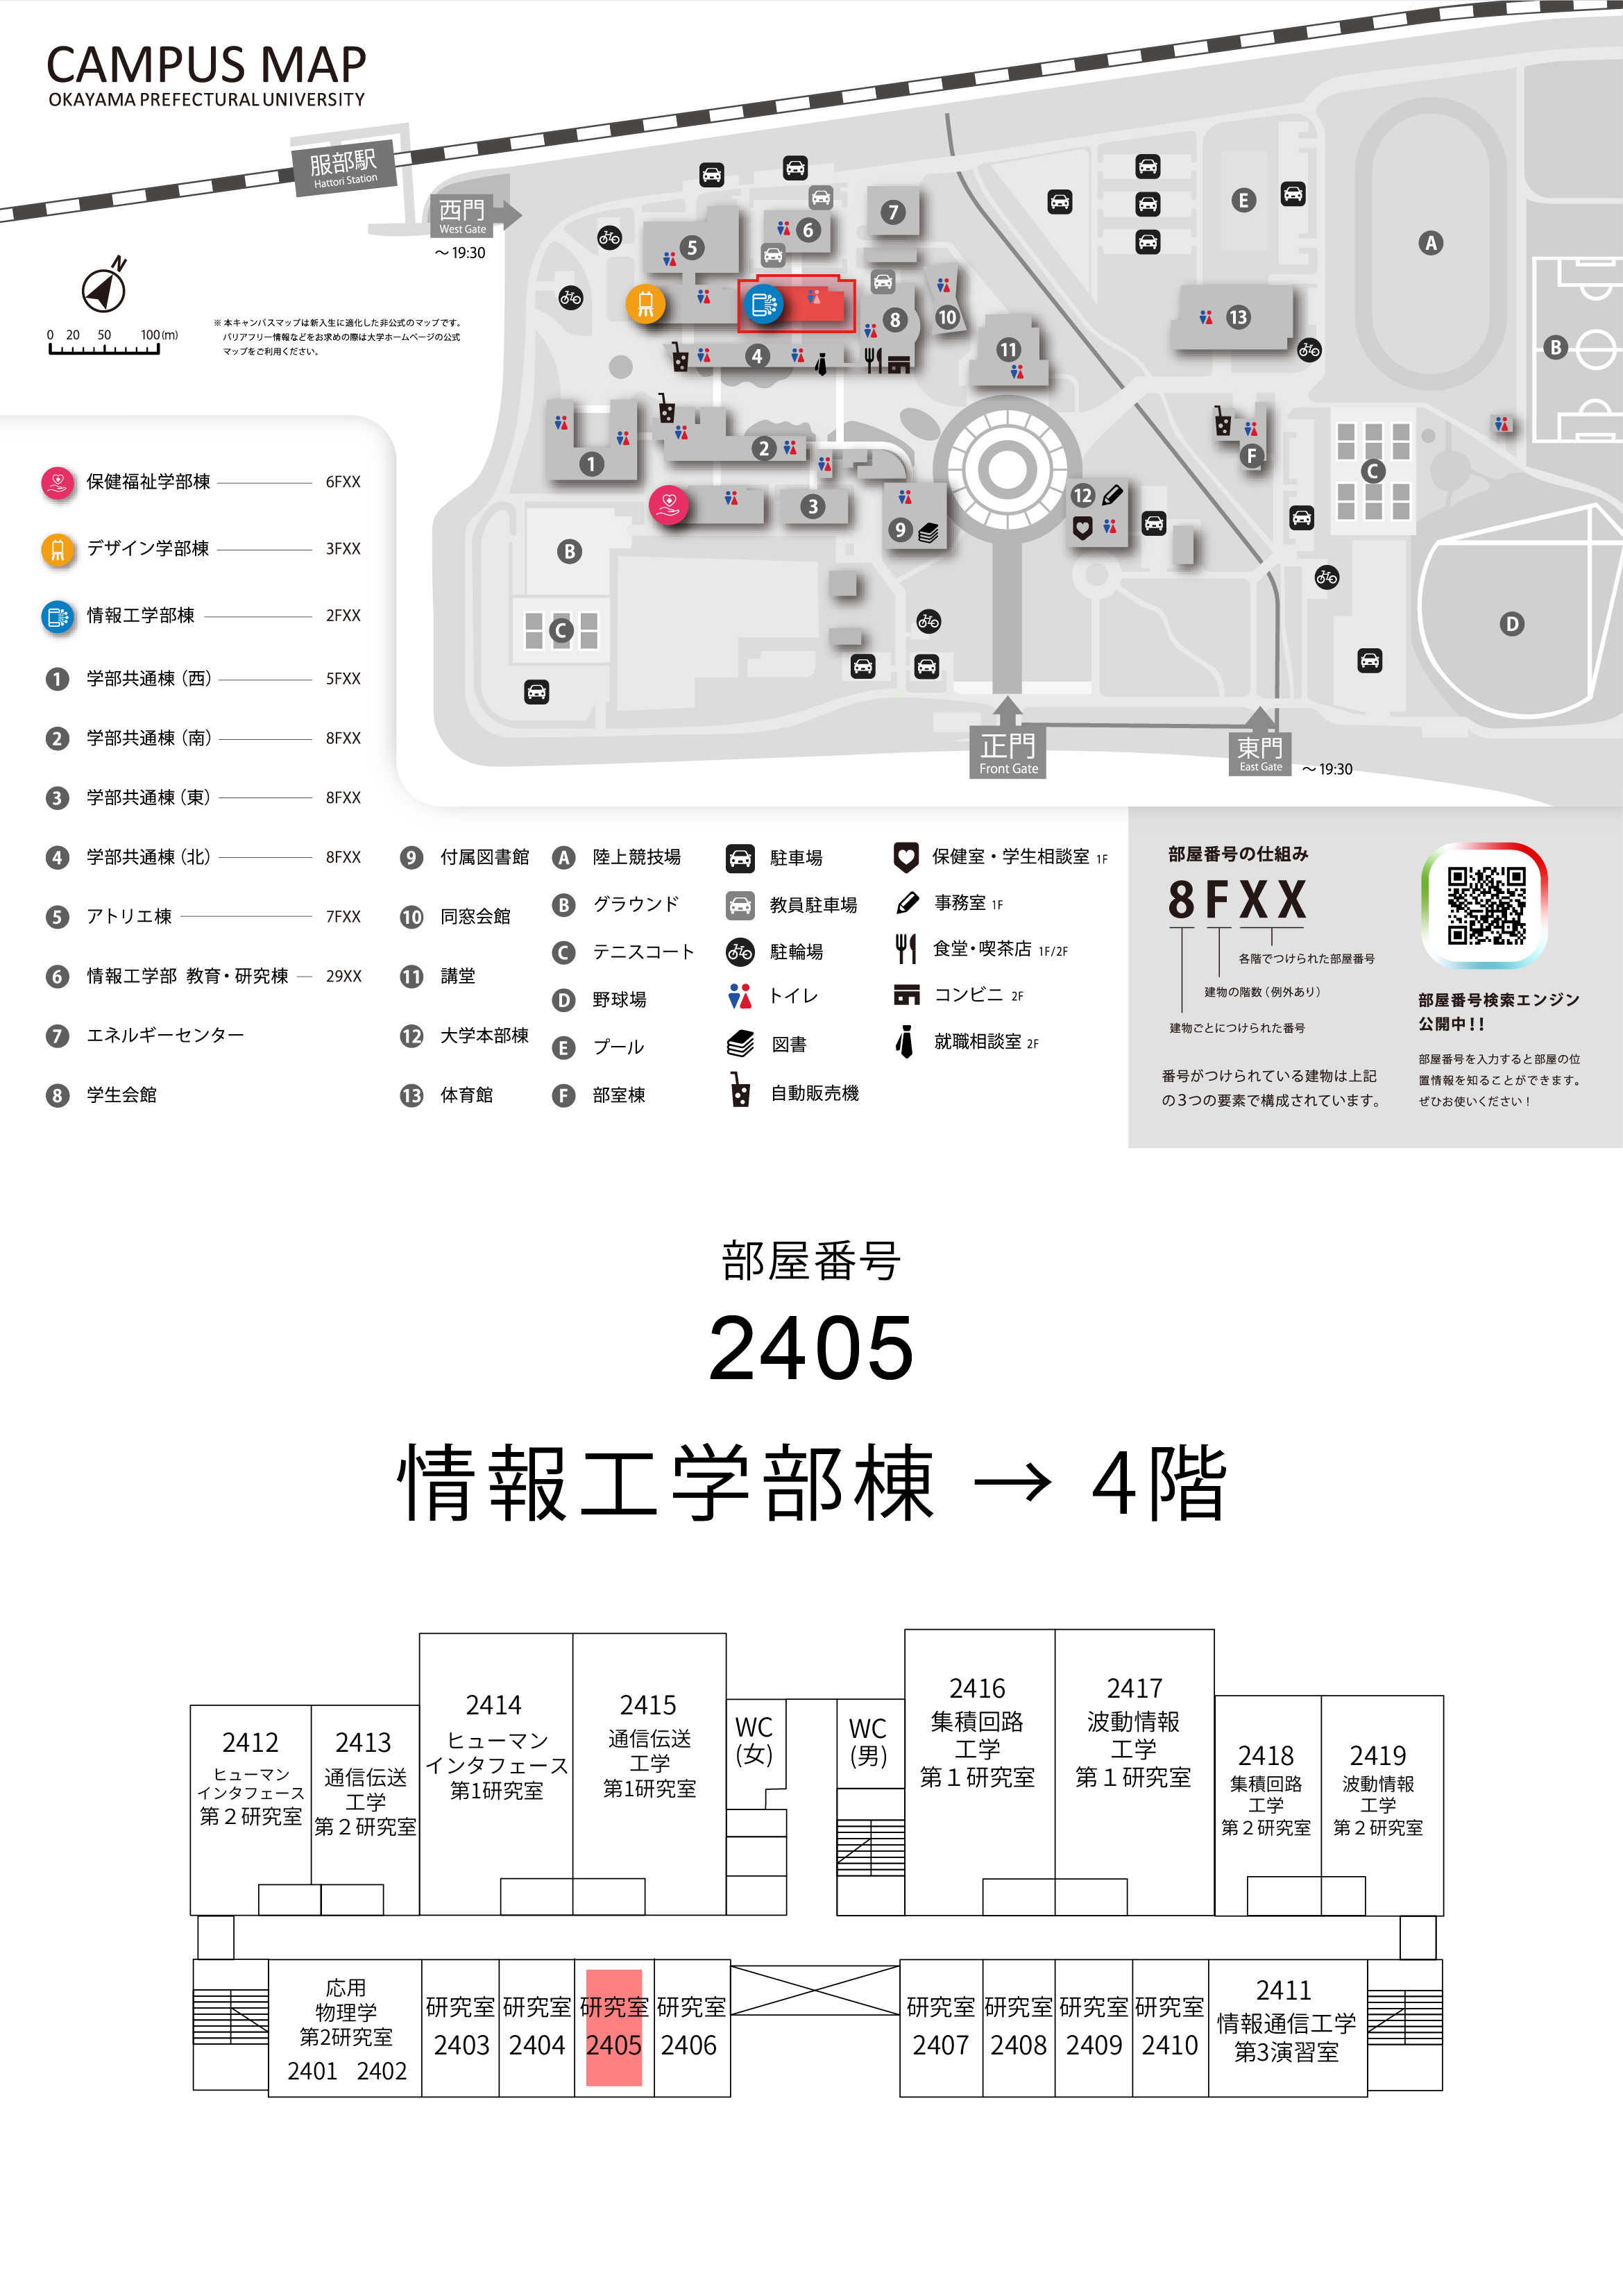 CAMPUS MAP
OKAYAMA PREFECTURAL UNIVERSITY
服部駅
Hattori Station
西門
West Gate
～19:30
N
0 20 50 100(m)
※ 本キャンパスマップは新入生に適化した非公式のマップです。
バリアフリー情報などをお求めの際は大学ホームページの公式
マップをご利用ください。
7
6
5
E
A
8
10
13
11
4
B
2
1
F
C
3
12
9
B
C
D
正門
Front Gate
東門
East Gate
～19:30
保健福祉学部棟 6FXX
デザイン学部棟 3FXX
情報工学部棟 2FXX
1 学部共通棟（西） 5FXX
2 学部共通棟（南） 8FXX
3 学部共通棟（東） 8FXX
4 学部共通棟（北） 8FXX
5 アトリエ棟 7FXX
6 情報工学部 教育・研究棟 29XX
7 エネルギーセンター
8 学生会館
9 付属図書館
10 同窓会館
11 講堂
12 大学本部棟
13 体育館
A 陸上競技場
B グラウンド
C テニスコート
D 野球場
E プール
F 部室棟
駐車場
教員駐車場
駐輪場
トイレ
図書
自動販売機
保健室・学生相談室 1F
事務室 1F
食堂・喫茶店 1F/2F
コンビニ 2F
就職相談室 2F
部屋番号の仕組み
8FXX
各階でつけられた部屋番号
建物の階数（例外あり）
建物ごとにつけられた番号
番号がつけられている建物は上記
の3つの要素で構成されています。
部屋番号検索エンジン
公開中！！
部屋番号を入力すると部屋の位
置情報を知ることができます。
ぜひお使いください！
部屋番号
2405
情報工学部棟 → 4階
2412
ヒューマン
インタフェース
第２研究室
2413
通信伝送
工学
第２研究室
2414
ヒューマン
インタフェース
第1研究室
2415
通信伝送
工学
第1研究室
WC
(女)
WC
(男)
2416
集積回路
工学
第１研究室
2417
波動情報
工学
第１研究室
2418
集積回路
工学
第２研究室
2419
波動情報
工学
第２研究室
応用
物理学
第2研究室
2401 2402
研究室
2403
研究室
2404
研究室
2405
研究室
2406
研究室
2407
研究室
2408
研究室
2409
研究室
2410
2411
情報通信工学
第3演習室